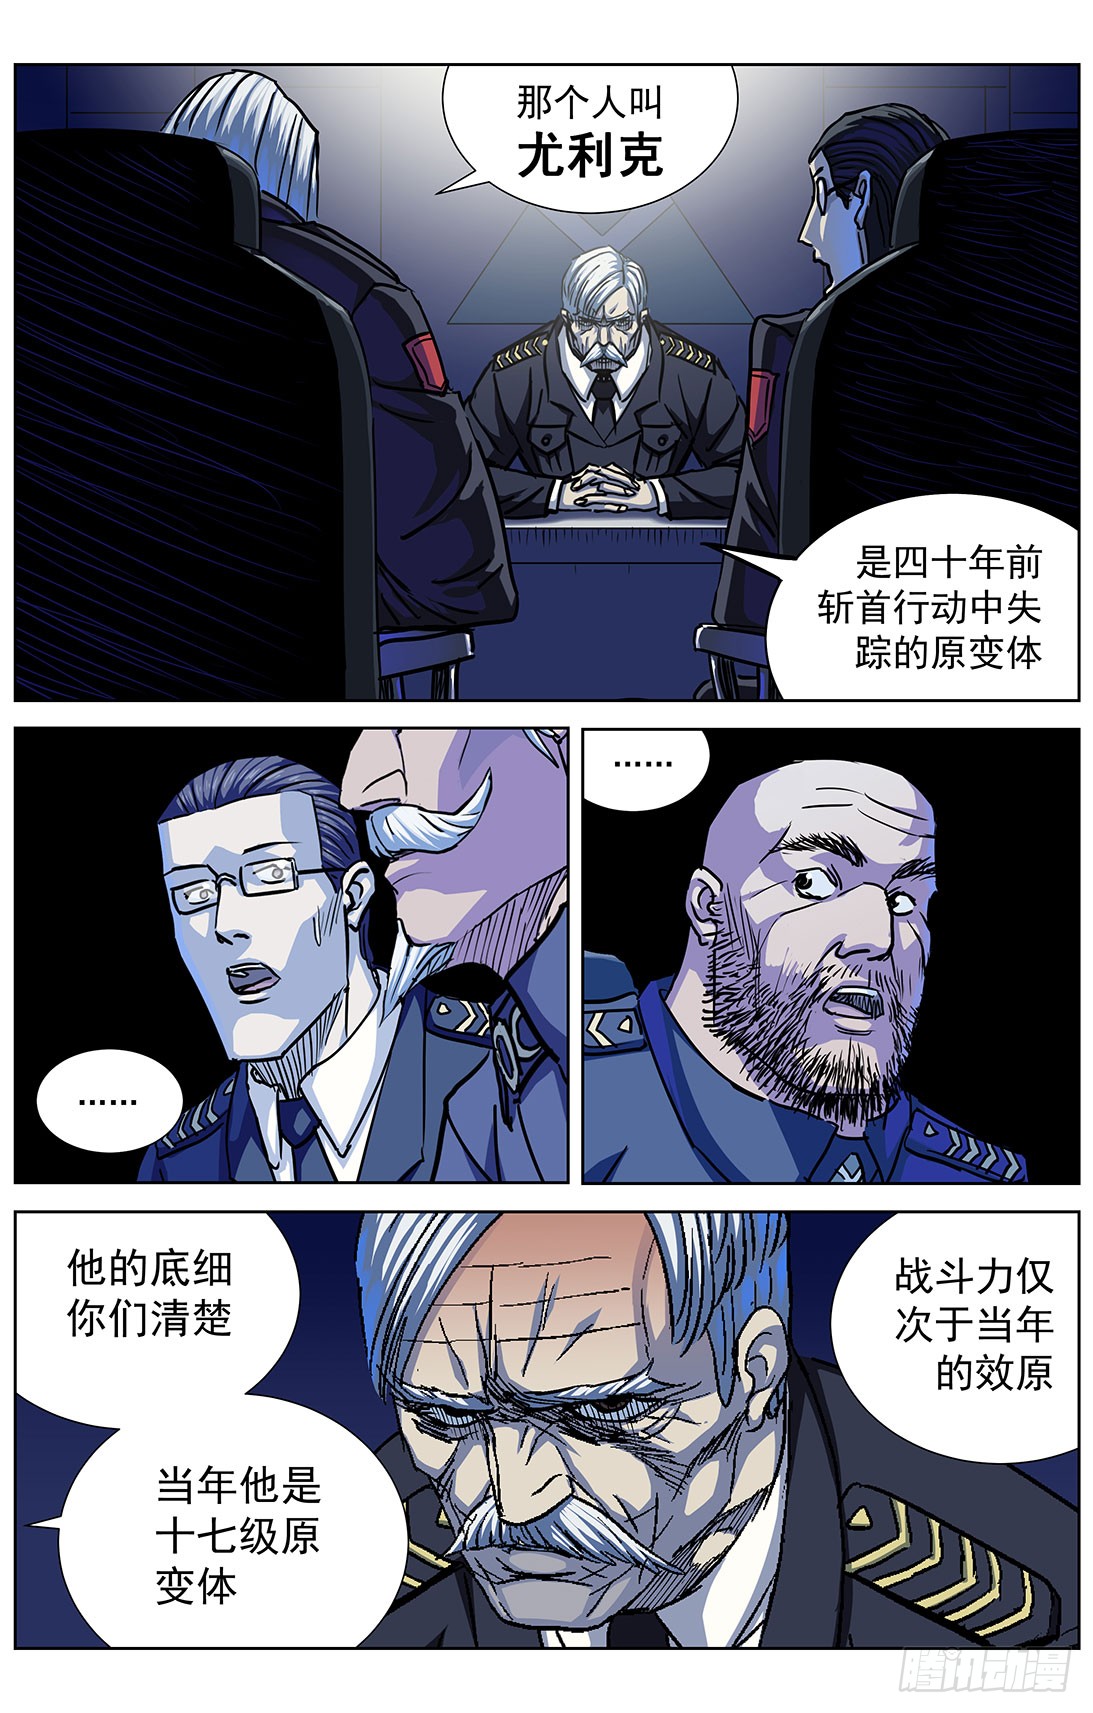 那个人叫
尤利克
是四十年前
斩首行动中失
踪的原变体
……
……
他的底细
你们清楚
当年他是
十七级原
变体
战斗力仅
次于当年
的效原
腾讯动漫